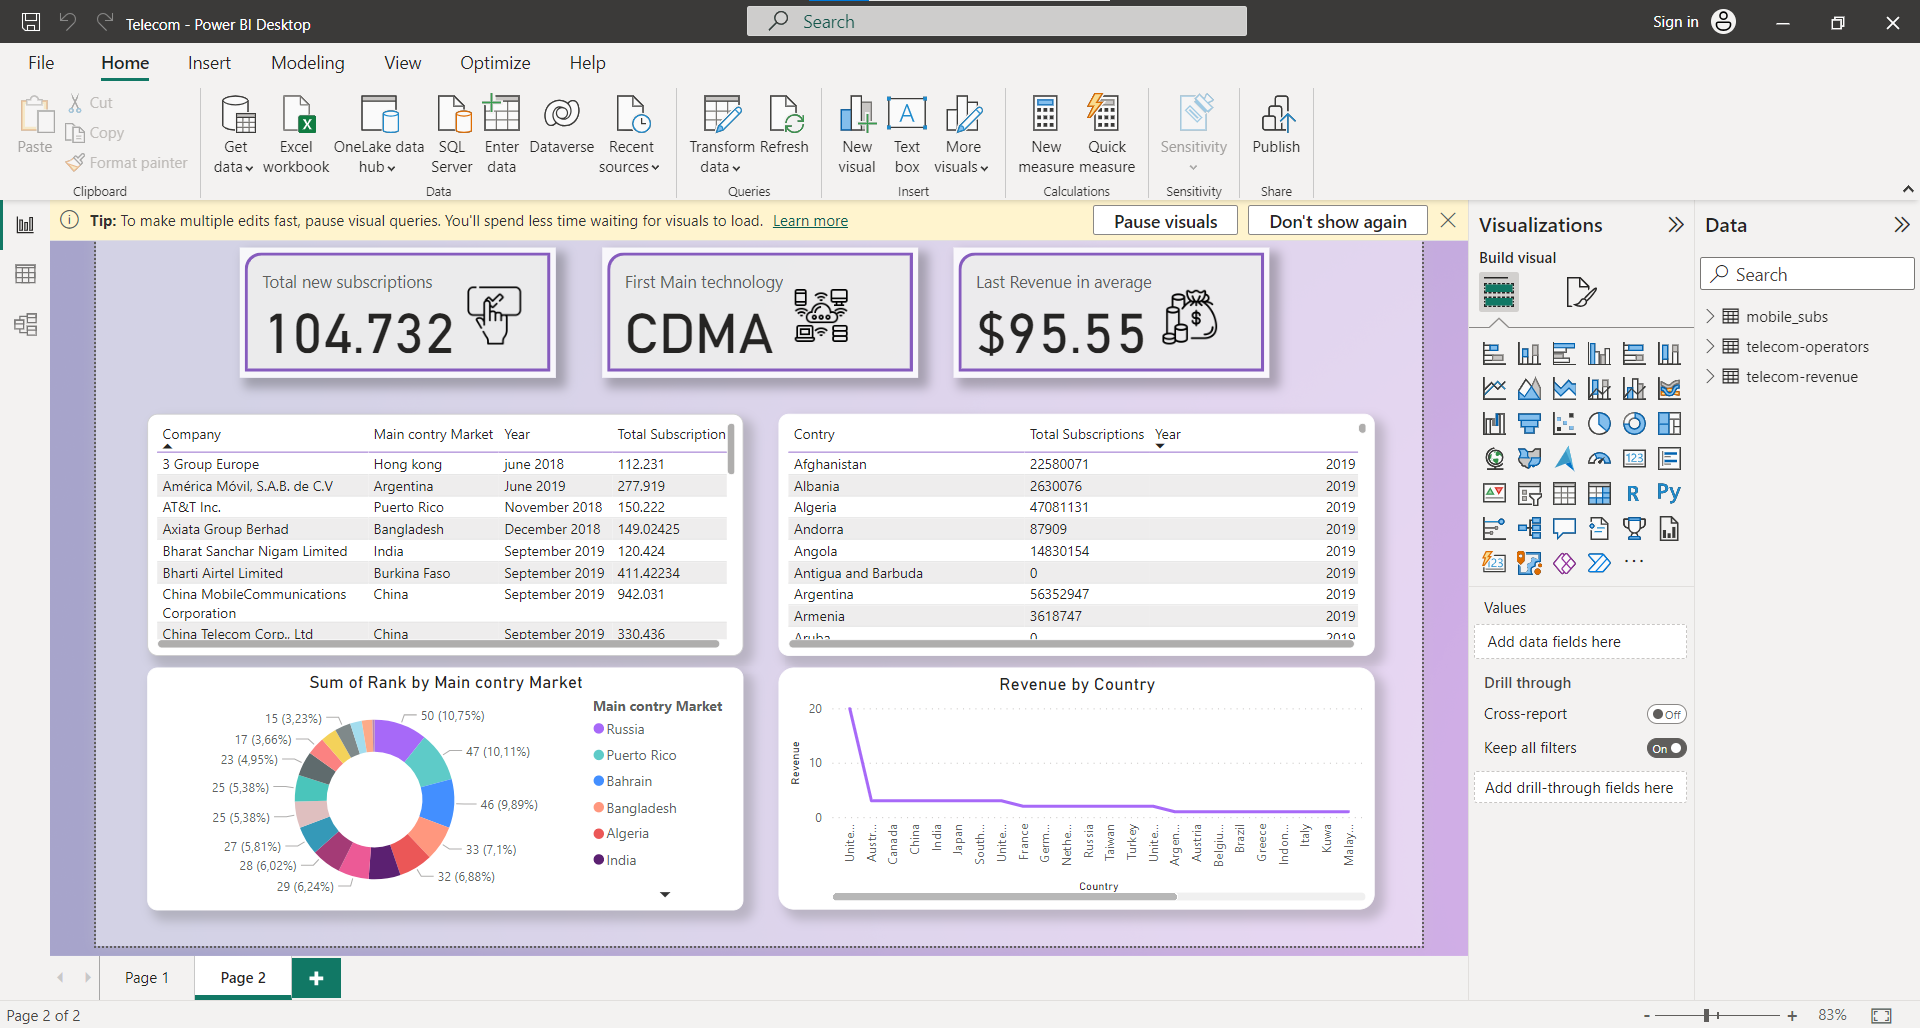 Telecom - Power BI Desktop
Search
Sign in
File Home Insert Modeling View Optimize Help
Paste
Cut
Copy
Format painter
Clipboard
Get data
Excel workbook
OneLake data hub
SQL Server
Enter data
Dataverse
Recent sources
Data
Transform data
Refresh
Queries
New visual
Text box
More visuals
Insert
New measure
Quick measure
Calculations
Sensitivity
Sensitivity
Publish
Share
Tip: To make multiple edits fast, pause visual queries. You'll spend less time waiting for visuals to load. Learn more
Pause visuals
Don't show again
Total new subscriptions
104.732
First Main technology
CDMA
Last Revenue in average
$95.55
Company Main contry Market Year Total Subscription
3 Group Europe Hong kong june 2018 112.231
América Móvil, S.A.B. de C.V Argentina June 2019 277.919
AT&T Inc. Puerto Rico November 2018 150.222
Axiata Group Berhad Bangladesh December 2018 149.02425
Bharat Sanchar Nigam Limited India September 2019 120.424
Bharti Airtel Limited Burkina Faso September 2019 411.42234
China MobileCommunications Corporation China September 2019 942.031
China Telecom Corp., Ltd China September 2019 330.436
Contry Total Subscriptions Year
Afghanistan 22580071 2019
Albania 2630076 2019
Algeria 47081131 2019
Andorra 87909 2019
Angola 14830154 2019
Antigua and Barbuda 0 2019
Argentina 56352947 2019
Armenia 3618747 2019
Aruba 0 2019
Sum of Rank by Main contry Market
50 (10,75%)
47 (10,11%)
46 (9,89%)
33 (7,1%)
32 (6,88%)
29 (6,24%)
28 (6,02%)
27 (5,81%)
25 (5,38%)
25 (5,38%)
23 (4,95%)
17 (3,66%)
15 (3,23%)
Main contry Market
Russia
Puerto Rico
Bahrain
Bangladesh
Algeria
India
Revenue by Country
Revenue
20
10
0
Unite...
Austr...
Canada
China
India
Japan
South...
Unite...
France
Germ...
Nethe...
Russia
Taiwan
Turkey
Unite...
Argen...
Austria
Belgiu...
Brazil
Greece
Indon...
Italy
Kuwa
Malay...
Country
Visualizations
Build visual
123
R
Py
123
Values
Add data fields here
Drill through
Cross-report
Off
Keep all filters
On
Add drill-through fields here
Data
Search
mobile_subs
telecom-operators
telecom-revenue
Page 1
Page 2
Page 2 of 2
83%